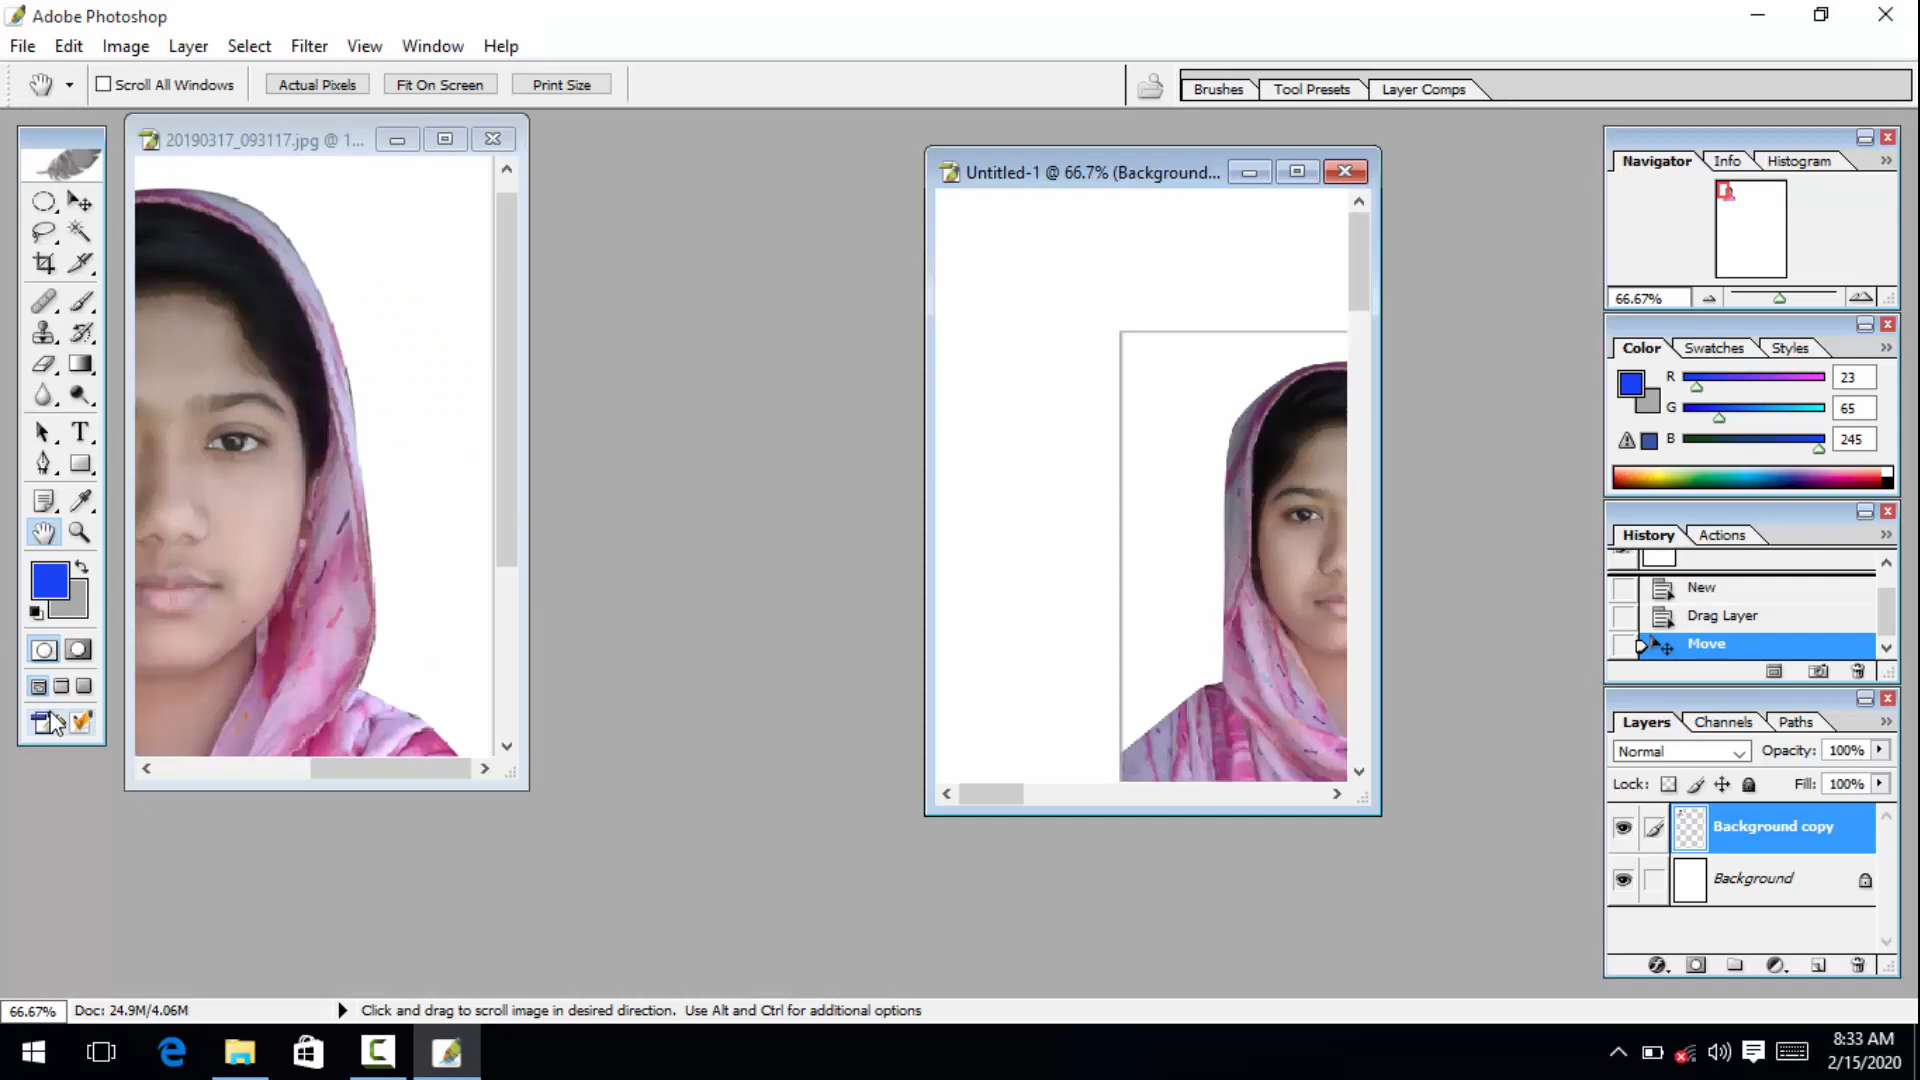 Adobe Photoshop
File Edit Image Layer Select Filter View Window Help
Scroll All Windows Actual Pixels Fit On Screen Print Size Brushes Tool Presets Layer Comps
20190317_093117.jpg @ 1...
Untitled-1 @ 66.7% (Background...
Navigator Info Histogram
66.67%
Color Swatches Styles
R 23
G 65
B 245
History Actions
New
Drag Layer
Move
Layers Channels Paths
Normal Opacity: 100%
Lock: Fill: 100%
Background copy
Background
T
66.67% Doc: 24.9M/4.06M Click and drag to scroll image in desired direction. Use Alt and Ctrl for additional options
8:33 AM
2/15/2020